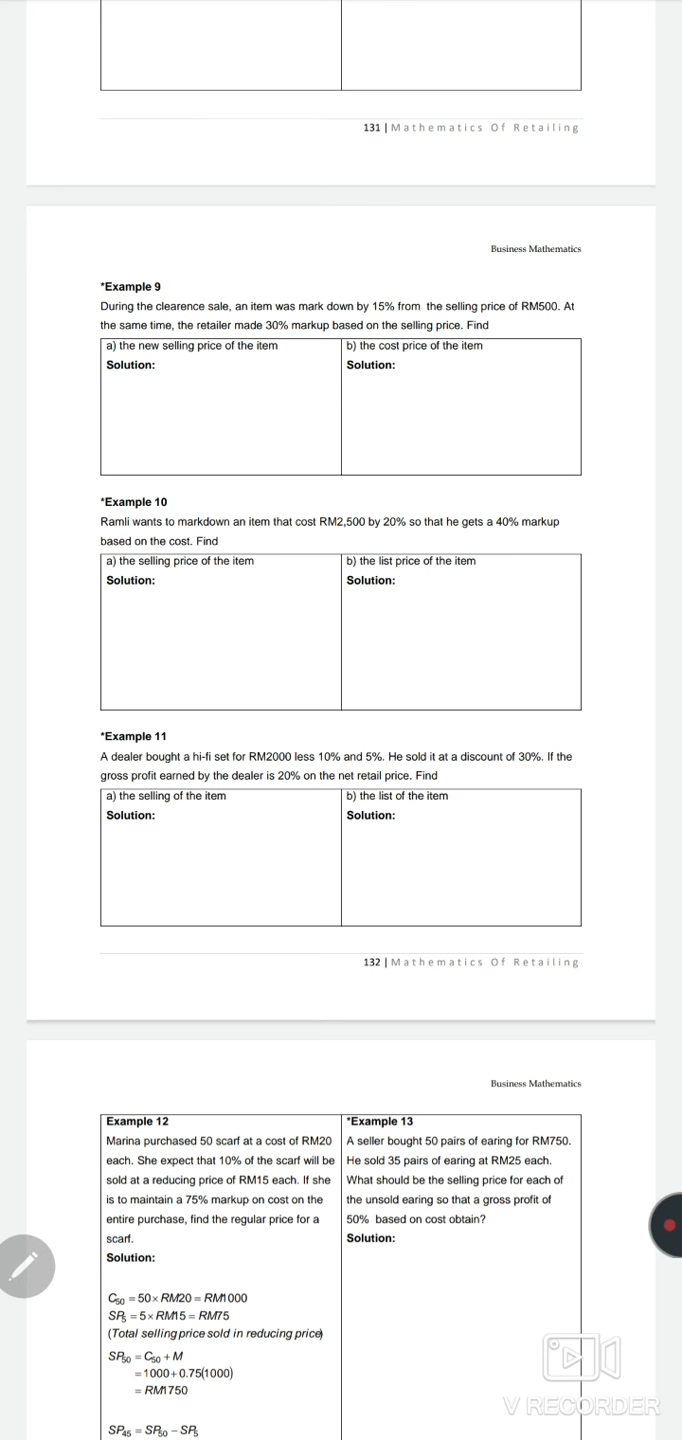 131 | Mathematics Of Retailing
Business Mathematics
*Example 9
During the clearence sale, an item was mark down by 15% from the selling price of RM500. At
the same time, the retailer made 30% markup based on the selling price. Find
a) the new selling price of the item
Solution:
b) the cost price of the item
Solution:
*Example 10
Ramli wants to markdown an item that cost RM2,500 by 20% so that he gets a 40% markup
based on the cost. Find
a) the selling price of the item
Solution:
b) the list price of the item
Solution:
*Example 11
A dealer bought a hi-fi set for RM2000 less 10% and 5%. He sold it at a discount of 30%. If the
gross profit earned by the dealer is 20% on the net retail price. Find
a) the selling of the item
Solution:
b) the list of the item
Solution:
132 | Mathematics Of Retailing
Business Mathematics
Example 12
Marina purchased 50 scarf at a cost of RM20
each. She expect that 10% of the scarf will be
sold at a reducing price of RM15 each. If she
is to maintain a 75% markup on cost on the
entire purchase, find the regular price for a
scarf.
Solution:
C50 = 50 × RM20 = RM1000
SP5 = 5 × RM15 = RM75
(Total selling price sold in reducing price)
SP50 = C50 + M
= 1000 + 0.75(1000)
= RM1750
SP45 = SP50 − SP5
*Example 13
A seller bought 50 pairs of earing for RM750.
He sold 35 pairs of earing at RM25 each.
What should be the selling price for each of
the unsold earing so that a gross profit of
50% based on cost obtain?
Solution:
V RECORDER